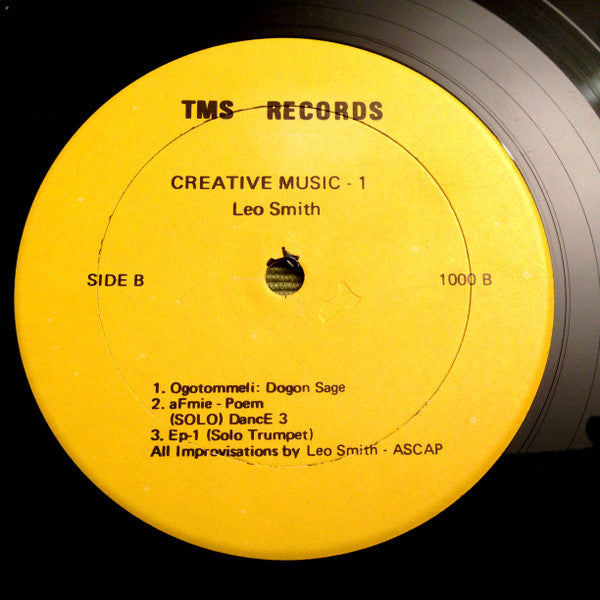 TMS RECORDS
CREATIVE MUSIC - 1
Leo Smith
SIDE B
1000 B
1. Ogotommeli: Dogon Sage
2. aFmie - Poem
(SOLO) DancE 3
3. Ep-1 (Solo Trumpet)
All Improvisations by Leo Smith - ASCAP